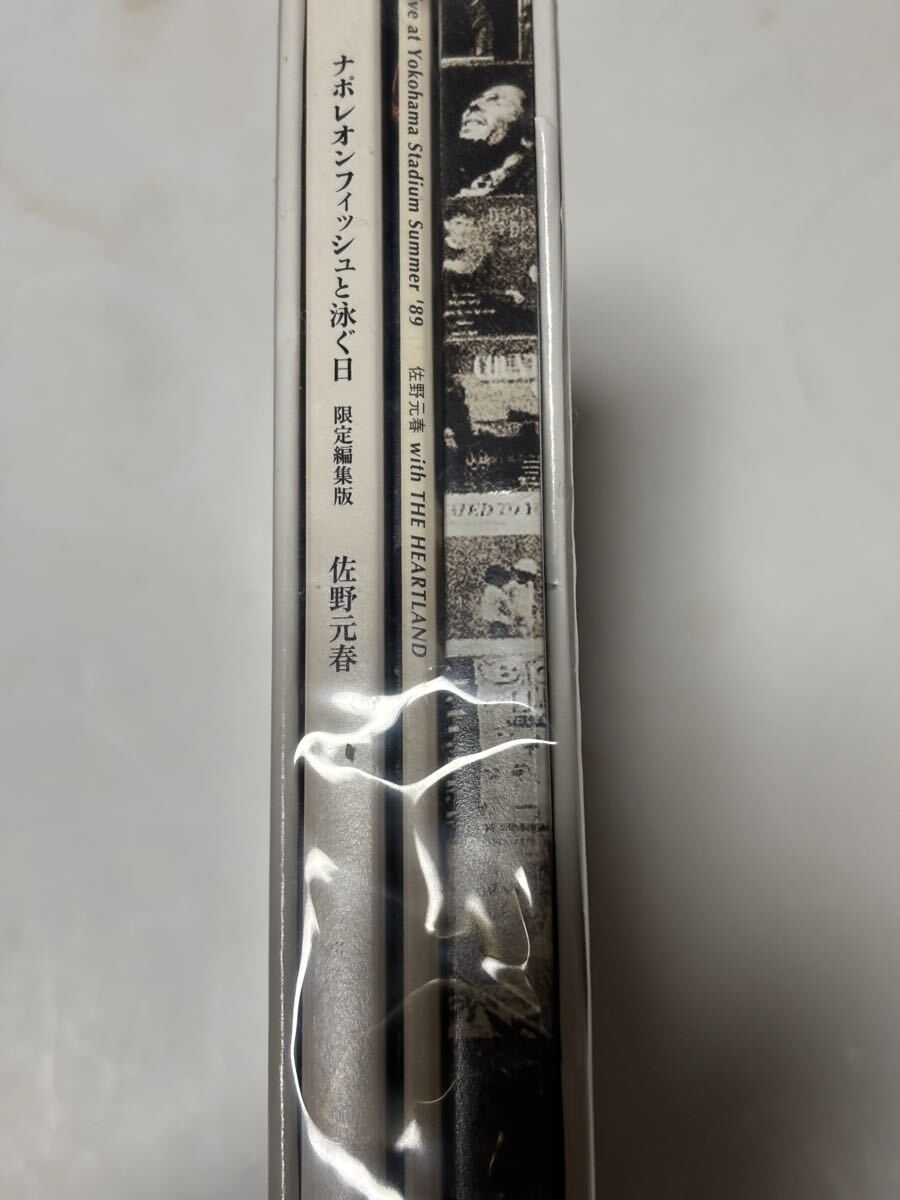 ナポレオンフィッシュと泳ぐ日 限定編集版 佐野元春
ive at Yokohama Stadium Summer '89 佐野元春 with THE HEARTLAND